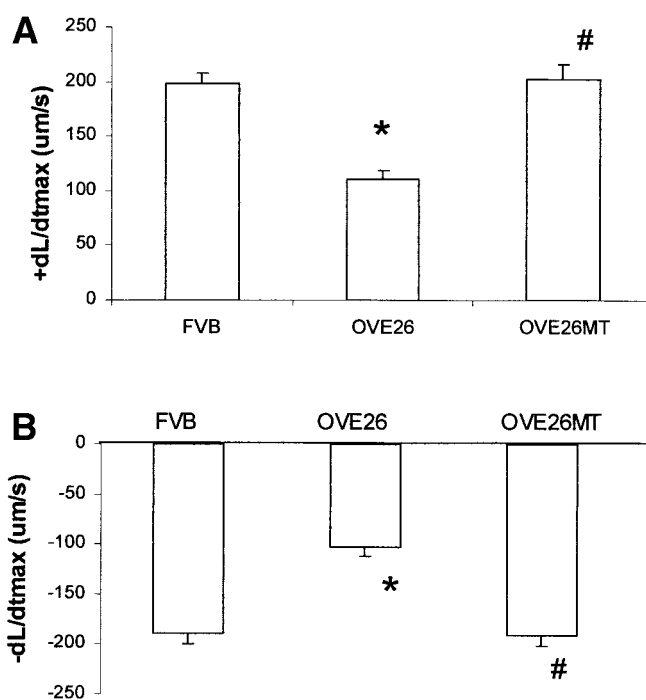 A
+dL/dtmax (um/s)
250
200
150
100
50
0
*
#
FVB OVE26 OVE26MT
B
-dL/dtmax (um/s)
FVB OVE26 OVE26MT
0
-50
-100
-150
-200
-250
*
#